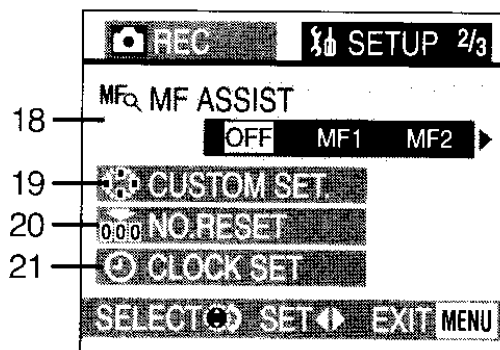 REC SETUP 2/3
MF MF ASSIST
18
OFF MF1 MF2
19 CUSTOM SET.
20 000 NO.RESET
21 CLOCK SET
SELECT SET EXIT MENU